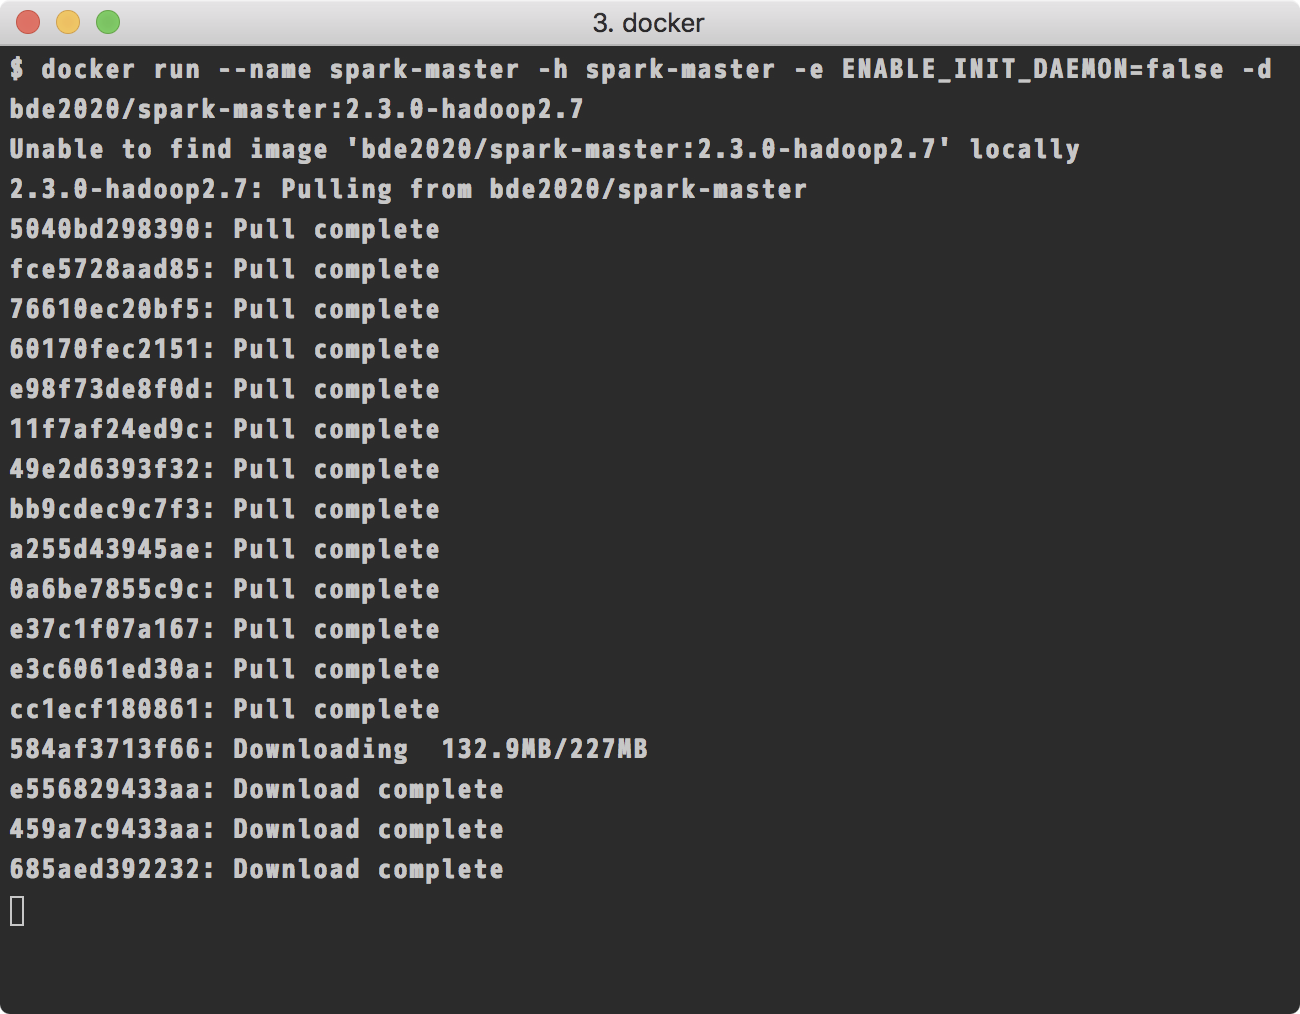 3. docker
$ docker run --name spark-master -h spark-master -e ENABLE_INIT_DAEMON=false -d
bde2020/spark-master:2.3.0-hadoop2.7
Unable to find image 'bde2020/spark-master:2.3.0-hadoop2.7' locally
2.3.0-hadoop2.7: Pulling from bde2020/spark-master
5040bd298390: Pull complete
fce5728aad85: Pull complete
76610ec20bf5: Pull complete
60170fec2151: Pull complete
e98f73de8f0d: Pull complete
11f7af24ed9c: Pull complete
49e2d6393f32: Pull complete
bb9cdec9c7f3: Pull complete
a255d43945ae: Pull complete
0a6be7855c9c: Pull complete
e37c1f07a167: Pull complete
e3c6061ed30a: Pull complete
cc1ecf180861: Pull complete
584af3713f66: Downloading  132.9MB/227MB
e556829433aa: Download complete
459a7c9433aa: Download complete
685aed392232: Download complete